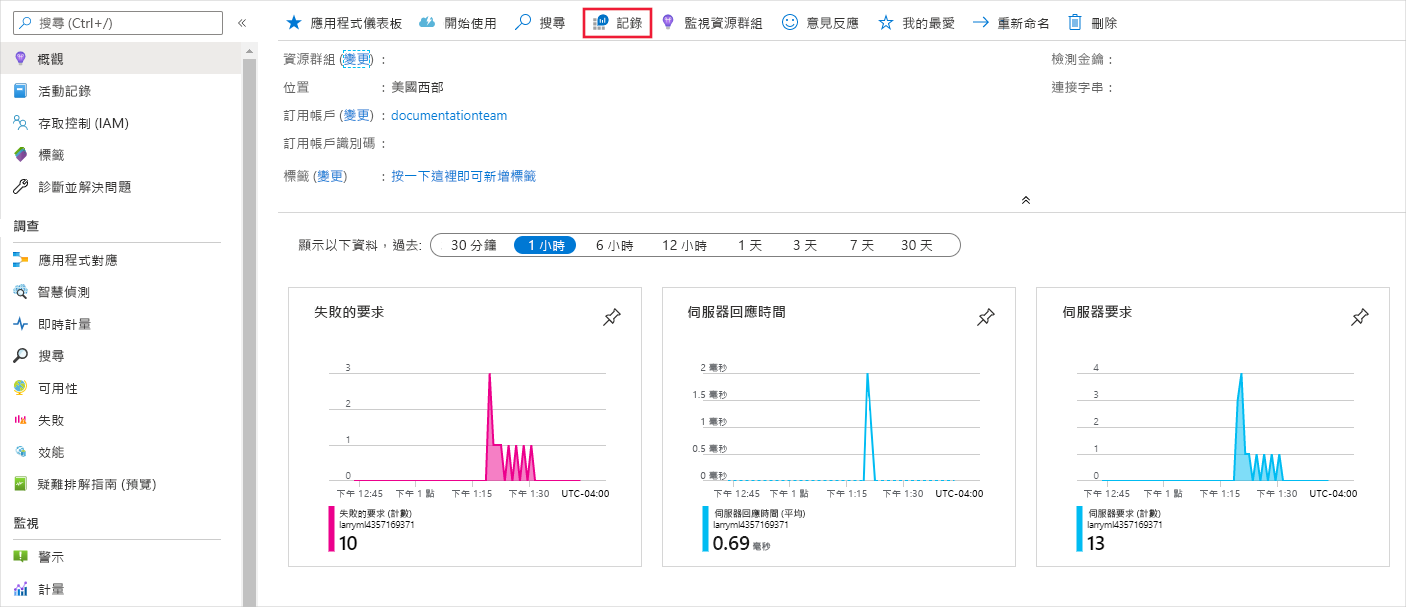 搜尋 (Ctrl+/)
«
概觀
活動記錄
存取控制 (IAM)
標籤
診斷並解決問題
調查
應用程式對應
智慧偵測
即時計量
搜尋
可用性
失敗
效能
疑難排解指南 (預覽)
監視
警示
計量
應用程式儀表板 開始使用 搜尋 記錄 監視資源群組 意見反應 我的最愛 重新命名 刪除
資源群組 (變更) :
位置 : 美國西部
訂用帳戶 (變更) : documentationteam
訂用帳戶識別碼 :
標籤 (變更) : 按一下這裡即可新增標籤
檢測金鑰 :
連接字串 :
顯示以下資料，過去: 30 分鐘 1 小時 6 小時 12 小時 1 天 3 天 7 天 30 天
失敗的要求
3
2
1
0
下午 12:45 下午 1 點 下午 1:15 下午 1:30 UTC-04:00
失敗的要求 (計數)
larryml4357169371
10
伺服器回應時間
2 毫秒
1.5 毫秒
1 毫秒
0.5 毫秒
0 毫秒
下午 12:45 下午 1 點 下午 1:15 下午 1:30 UTC-04:00
伺服器回應時間 (平均)
larryml4357169371
0.69 毫秒
伺服器要求
4
3
2
1
0
下午 12:45 下午 1 點 下午 1:15 下午 1:30 UTC-04:00
伺服器要求 (計數)
larryml4357169371
13